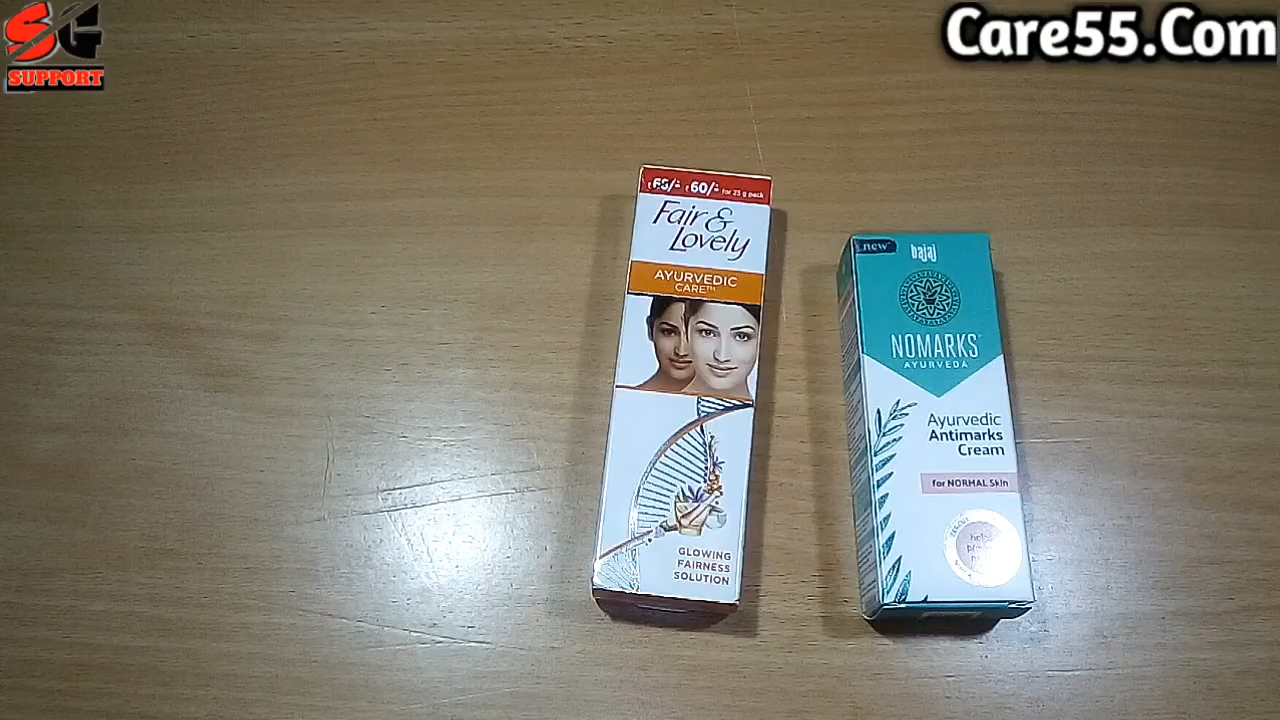 SG
SUPPORT
Care55.Com
₹65/- ₹60/- for 25 g pack
Fair &
Lovely
AYURVEDIC
CARE™
GLOWING
FAIRNESS
SOLUTION
new
bajaj
NOMARKS
AYURVEDA
Ayurvedic
Antimarks
Cream
for NORMAL Skin